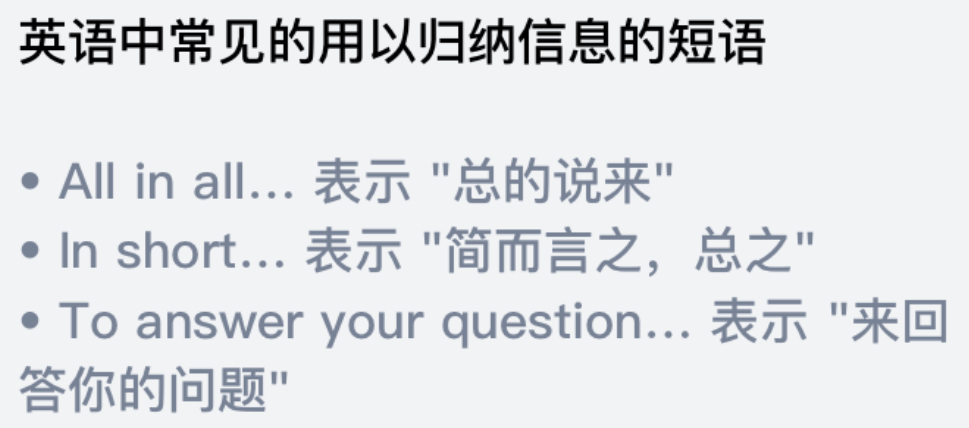 英语中常见的用以归纳信息的短语
• All in all... 表示 "总的说来"
• In short... 表示 "简而言之，总之"
• To answer your question... 表示 "来回
答你的问题"